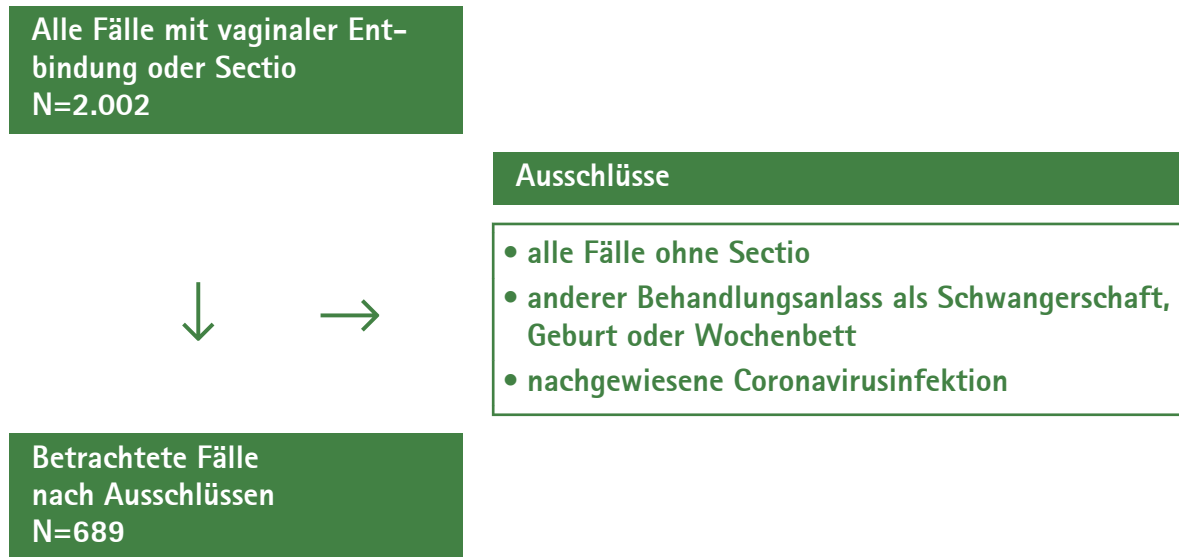 Alle Fälle mit vaginaler Ent-
bindung oder Sectio
N=2.002
Ausschlüsse
• alle Fälle ohne Sectio
• anderer Behandlungsanlass als Schwangerschaft,
Geburt oder Wochenbett
• nachgewiesene Coronavirusinfektion
Betrachtete Fälle
nach Ausschlüssen
N=689